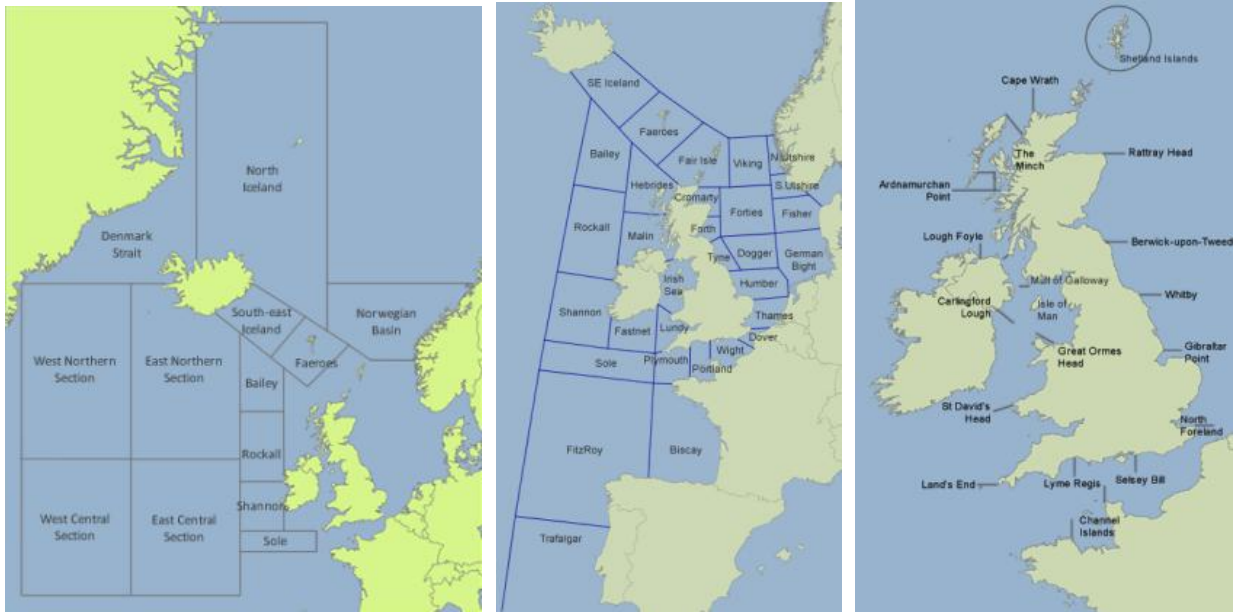 North
Iceland
Denmark
Strait
South-east
Iceland
Norwegian
Basin
Faeroes
West Northern
Section
East Northern
Section
Bailey
Rockall
Shannon
West Central
Section
East Central
Section
Sole
SE Iceland
Faeroes
Bailey
Fair Isle
Viking
N.Utshire
Hebrides
S.Utshire
Cromarty
Forties
Fisher
Rockall
Malin
Forth
Tyne
Dogger
German
Bight
Irish
Sea
Humber
Shannon
Fastnet
Lundy
Thames
Dover
Sole
Plymouth
Wight
Portland
FitzRoy
Biscay
Trafalgar
Shetland Islands
Cape Wrath
The
Minch
Rattray Head
Ardnamurchan
Point
Lough Foyle
Berwick-upon-Tweed
Mull of Galloway
Carlingford
Lough
Isle of
Man
Whitby
Great Ormes
Head
Gibraltar
Point
St David's
Head
North
Foreland
Land's End
Lyme Regis
Selsey Bill
Channel
Islands